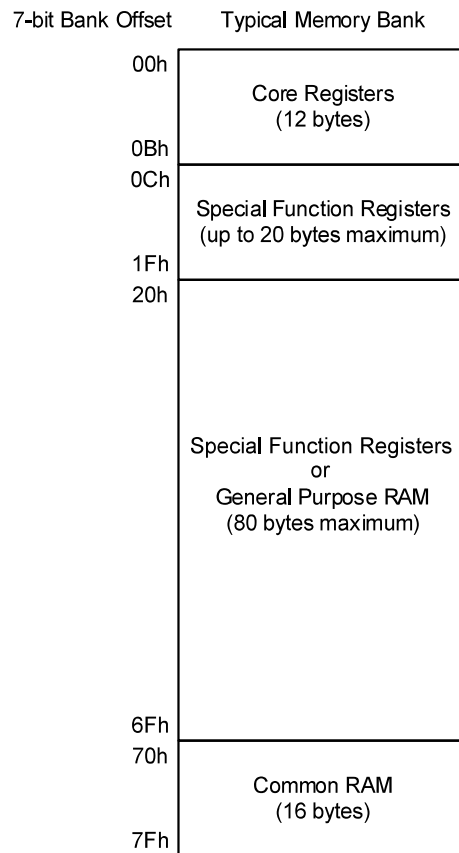 7-bit Bank Offset Typical Memory Bank
00h
Core Registers
(12 bytes)
0Bh
0Ch
Special Function Registers
(up to 20 bytes maximum)
1Fh
20h
Special Function Registers
or
General Purpose RAM
(80 bytes maximum)
6Fh
70h
Common RAM
(16 bytes)
7Fh